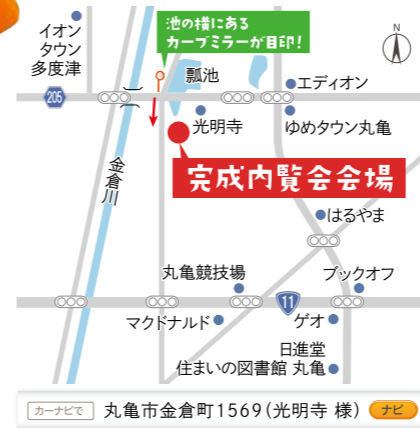 池の横にある
カーブミラーが目印!
イオン
タウン
多度津
瓢池
N
エディオン
205
光明寺
ゆめタウン丸亀
完成内覧会会場
金倉川
はるやま
丸亀競技場
ブックオフ
11
マクドナルド
ゲオ
日進堂
住まいの図書館 丸亀
カーナビで 丸亀市金倉町1569(光明寺 様) ナビ